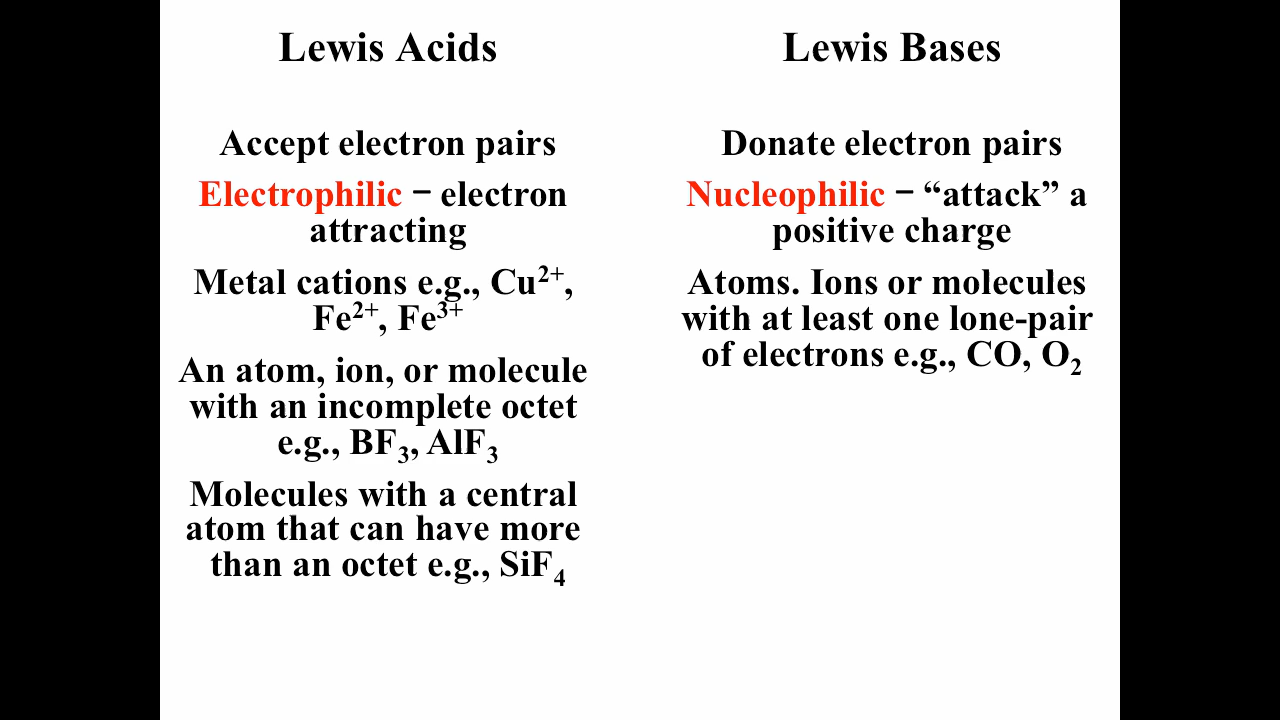 Lewis Acids
Accept electron pairs
Electrophilic – electron
attracting
Metal cations e.g., Cu²⁺,
Fe²⁺, Fe³⁺
An atom, ion, or molecule
with an incomplete octet
e.g., BF₃, AlF₃
Molecules with a central
atom that can have more
than an octet e.g., SiF₄
Lewis Bases
Donate electron pairs
Nucleophilic – “attack” a
positive charge
Atoms. Ions or molecules
with at least one lone-pair
of electrons e.g., CO, O₂